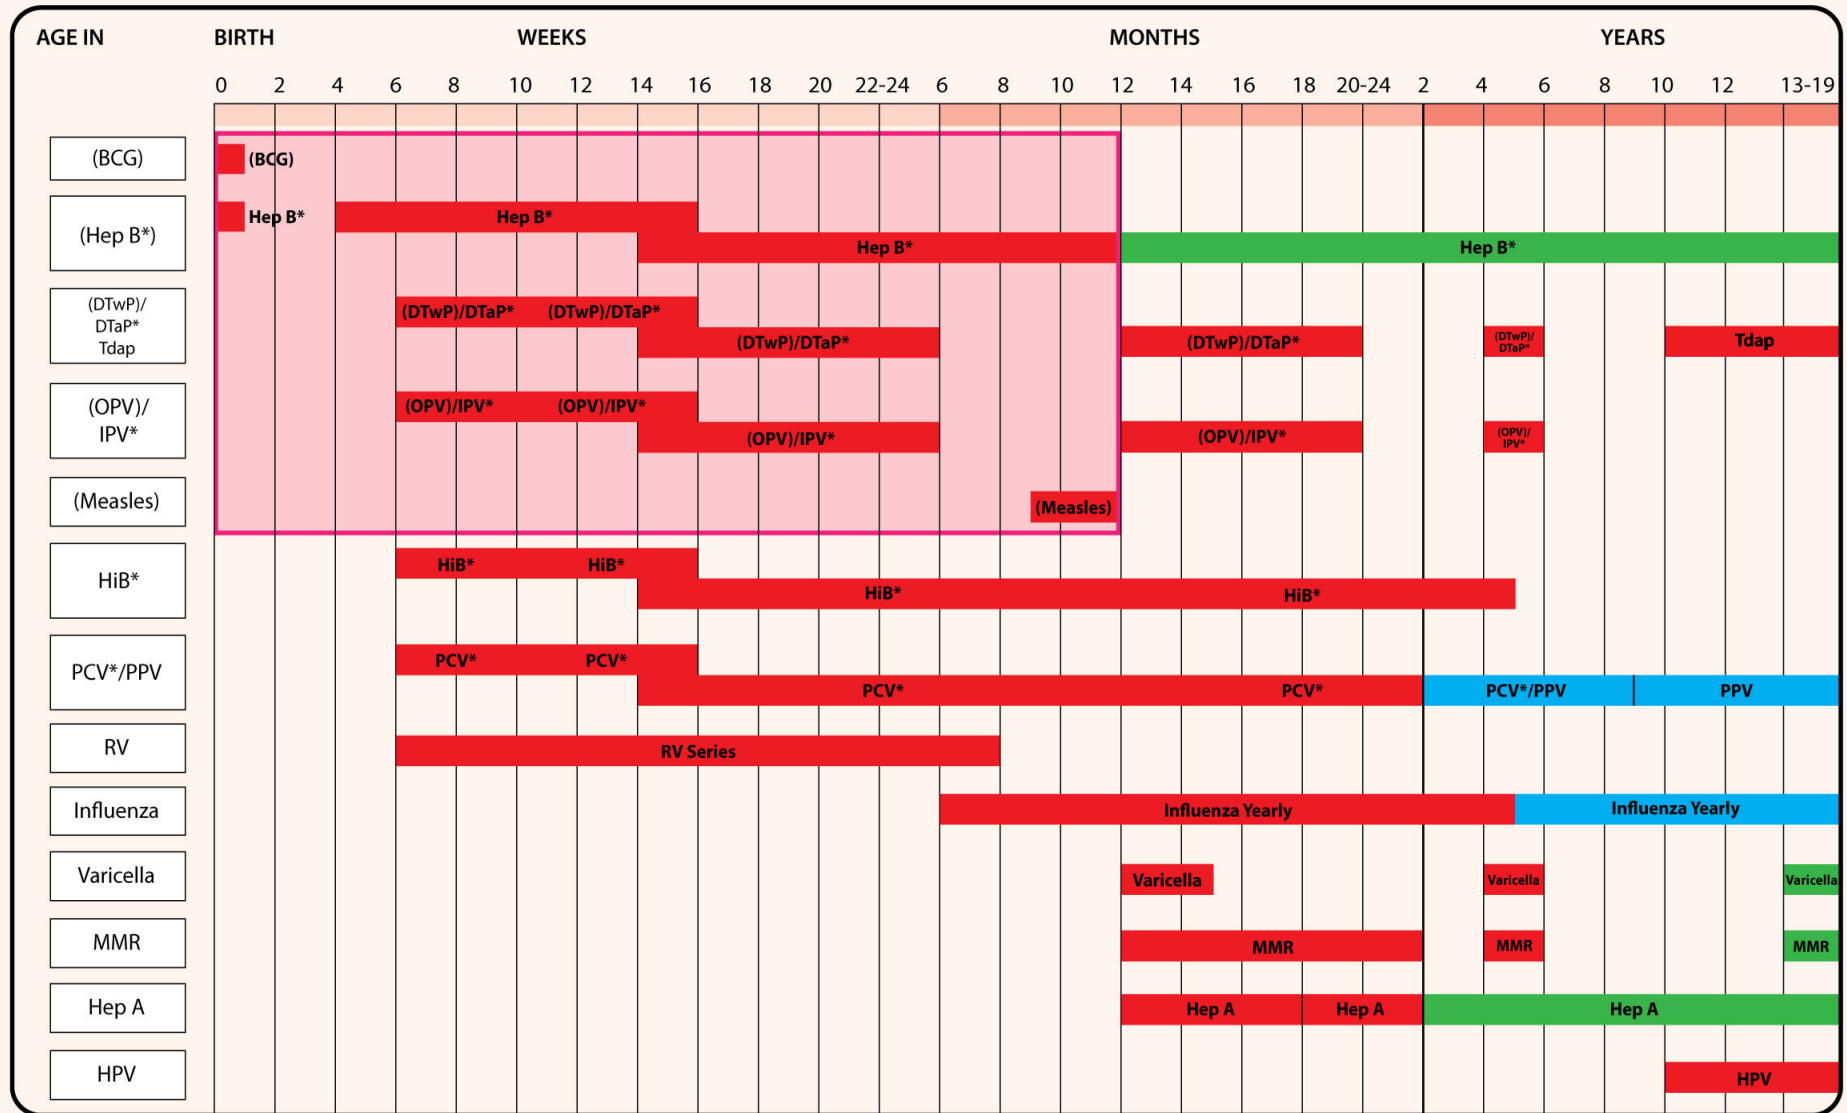 AGE IN BIRTH WEEKS MONTHS YEARS
0 2 4 6 8 10 12 14 16 18 20 22-24 6 8 10 12 14 16 18 20-24 2 4 6 8 10 12 13-19
(BCG) (BCG)
(Hep B*)
Hep B* Hep B*
Hep B* Hep B*
(DTwP)/
DTaP*
Tdap
(DTwP)/DTaP* (DTwP)/DTaP*
(DTwP)/DTaP* (DTwP)/DTaP*
(DTwP)/
DTaP*
Tdap
(OPV)/
IPV*
(OPV)/IPV* (OPV)/IPV*
(OPV)/IPV* (OPV)/IPV*
(OPV)/
IPV*
(Measles) (Measles)
HiB*
HiB* HiB*
HiB* HiB*
PCV*/PPV
PCV* PCV*
PCV* PCV* PCV*/PPV PPV
RV RV Series
Influenza Influenza Yearly Influenza Yearly
Varicella Varicella Varicella Varicella
MMR MMR MMR MMR
Hep A Hep A Hep A Hep A
HPV HPV